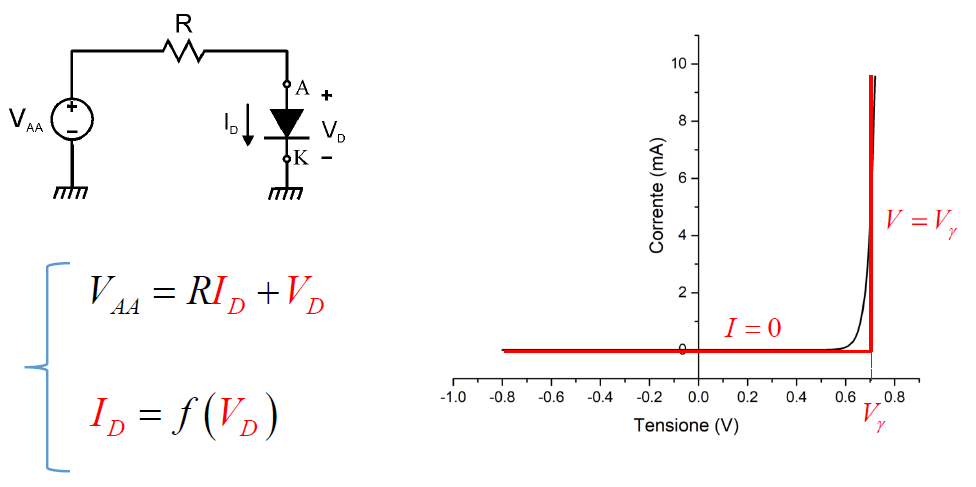 R
A
+
V_AA
+
−
I_D
V_D
K
−
V_AA = RI_D + V_D
I_D = f(V_D)
Corrente (mA)
10
8
6
4
2
0
V = V_γ
I = 0
-1.0 -0.8 -0.6 -0.4 -0.2 0.0 0.2 0.4 0.6 0.8
Tensione (V)
V_γ